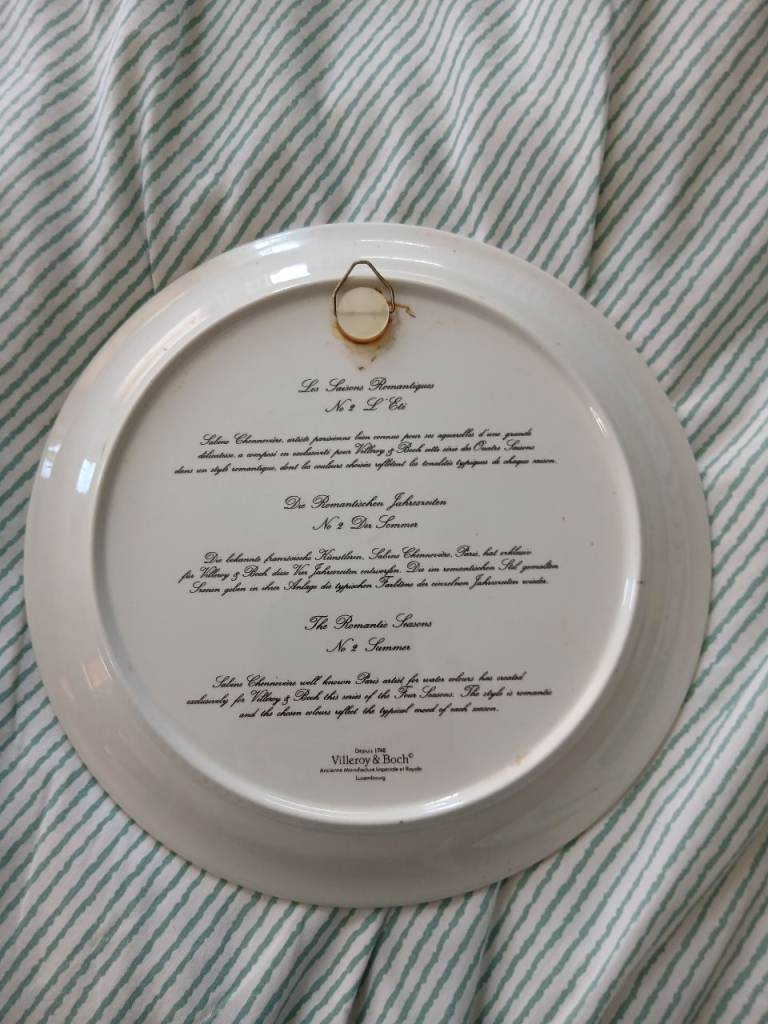 Les Saisons Romantiques
No 2 L'Eté
Sabine Chennevière, artiste parisienne bien connue pour ses aquarelles d'une grande
délicatesse, a composé en exclusivité pour Villeroy & Boch cette série des Quatre Saisons
dans un style romantique, dont les couleurs choisies reflètent les tonalités typiques de chaque saison.
Die Romantischen Jahreszeiten
No 2 Der Sommer
Die bekannte französische Künstlerin, Sabine Chennevière, Paris, hat exklusiv
für Villeroy & Boch diese Vier Jahreszeiten entworfen. Die im romantischen Stil gemalten
Szenen geben in ihrer Anlage die typischen Farbtöne der einzelnen Jahreszeiten wieder.
The Romantic Seasons
No 2 Summer
Sabine Chennevière well known Paris artist for water colours has created
exclusively for Villeroy & Boch this series of the Four Seasons. The style is romantic
and the chosen colours reflect the typical mood of each season.
Depuis 1748
Villeroy & Boch©
Ancienne Manufacture Impériale et Royale
Luxembourg